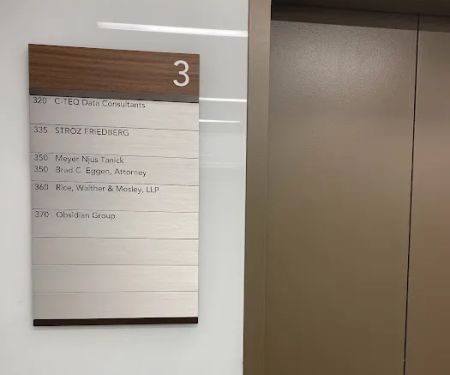 3
320 C-TEQ Data Consultants
335 STROZ FRIEDBERG
350 Meyer Njus Tanick
350 Brad C. Eggen, Attorney
360 Rice, Walther & Mosley, LLP
370 Obsidian Group